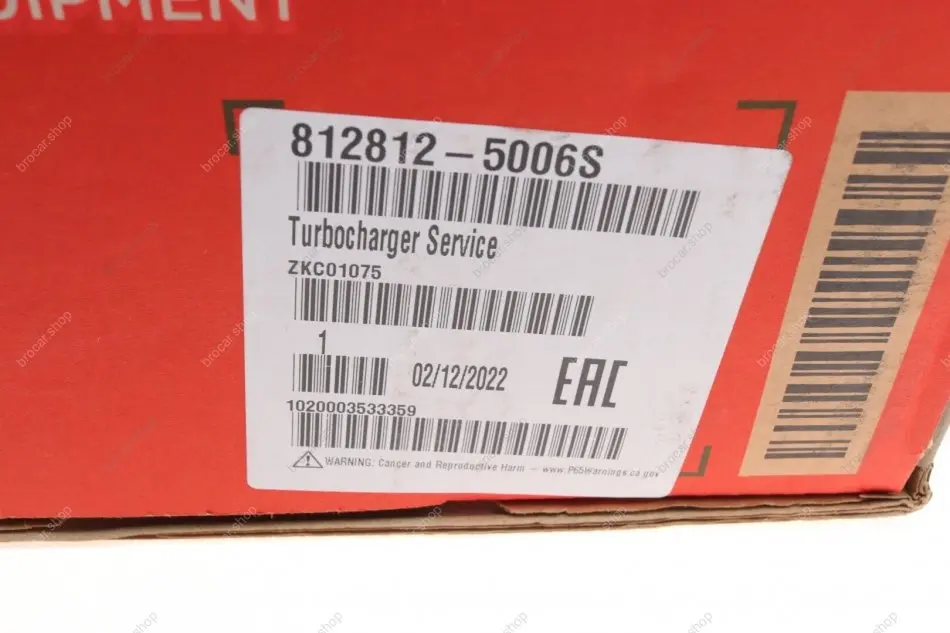 UIPMENT
812812-5006S
Turbocharger Service
ZKC01075
1
02/12/2022 EAC
1020003533359
WARNING: Cancer and Reproductive Harm - www.P65Warnings.ca.gov
brocar.shop